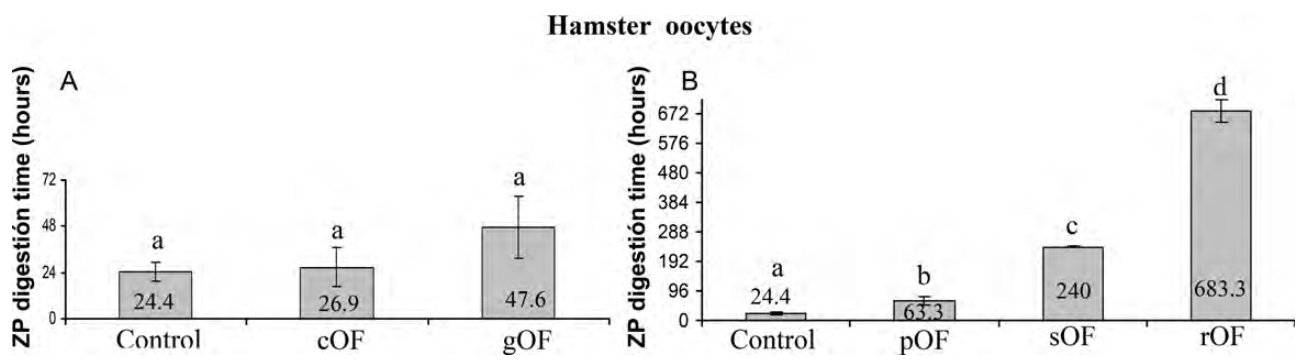 Hamster oocytes
A
ZP digestión time (hours)
72
48
24
0
a
a
a
24.4
26.9
47.6
Control
cOF
gOF
B
ZP digestión time (hours)
672
576
480
384
288
192
96
0
a
b
c
d
24.4
63.3
240
683.3
Control
pOF
sOF
rOF